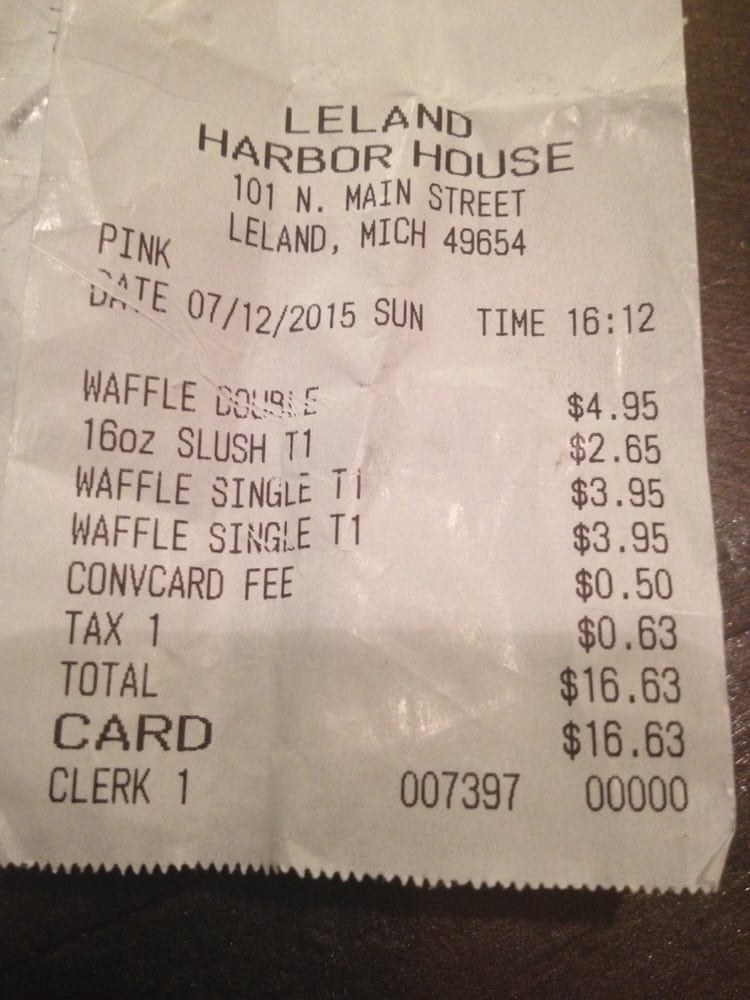 LELAND
HARBOR HOUSE
101 N. MAIN STREET
LELAND, MICH 49654
PINK
DATE 07/12/2015 SUN TIME 16:12
WAFFLE DOUBLE $4.95
16oz SLUSH T1 $2.65
WAFFLE SINGLE T1 $3.95
WAFFLE SINGLE T1 $3.95
CONVCARD FEE $0.50
TAX 1 $0.63
TOTAL $16.63
CARD $16.63
CLERK 1 007397 00000